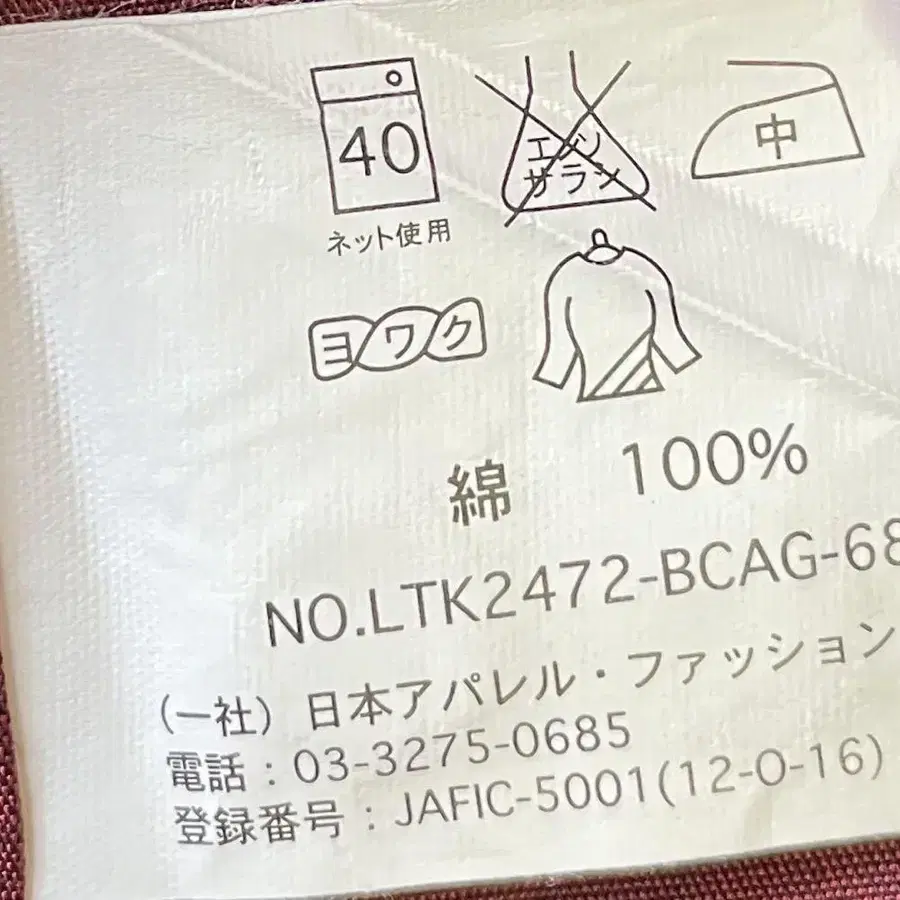 40
エンソ
サラシ
中
ネット使用
ヨワク
綿 100%
NO.LTK2472-BCAG-68
(一社) 日本アパレル・ファッション
電話:03-3275-0685
登録番号:JAFIC-5001(12-O-16)